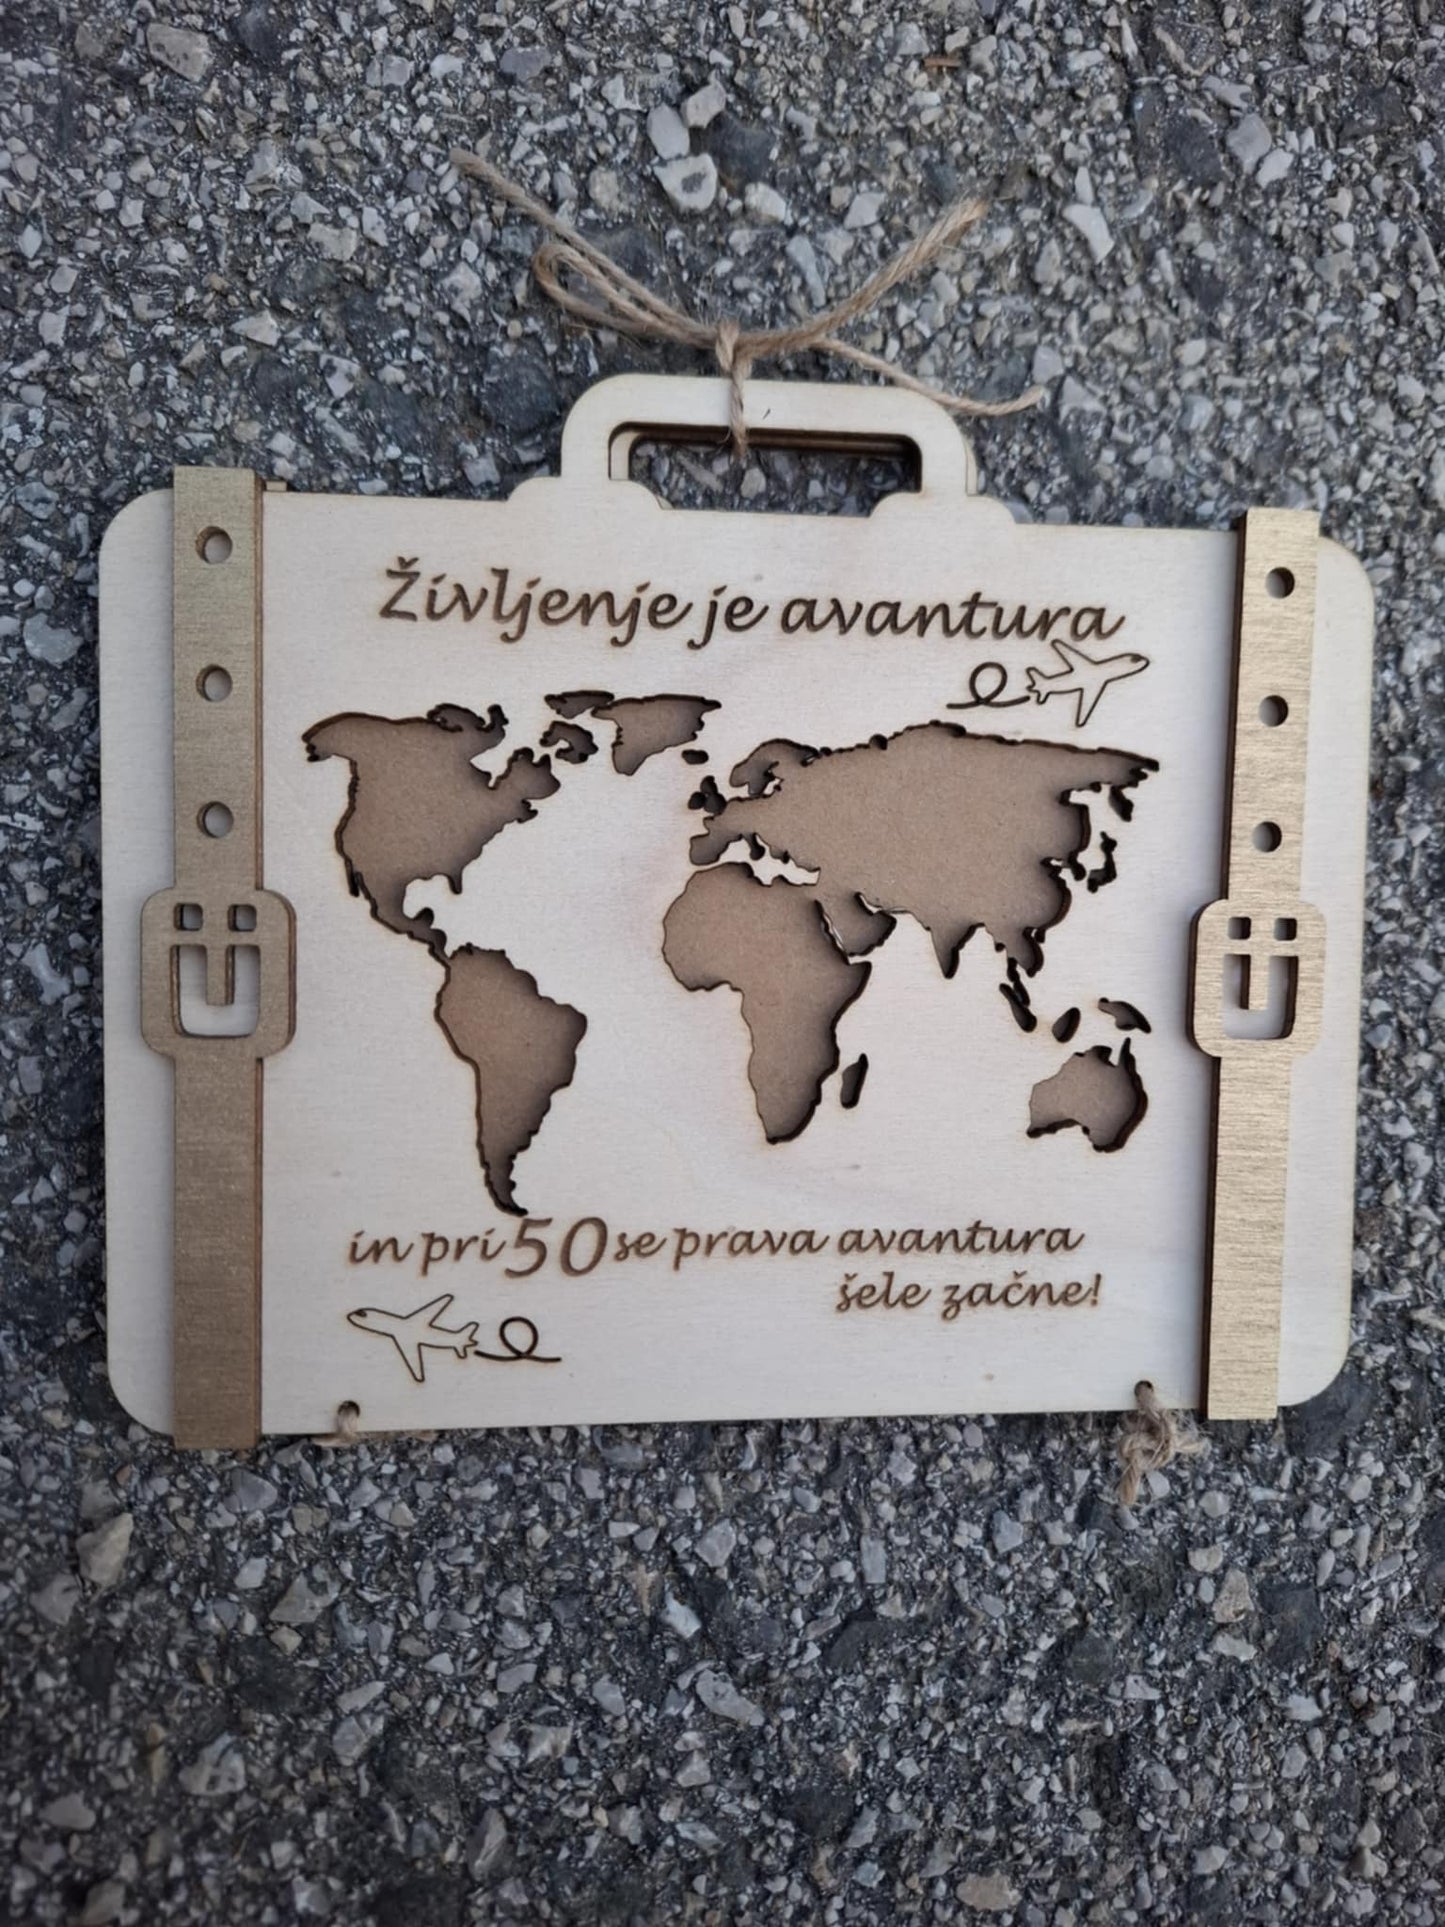 Življenje je avantura
in pri 50 se prava avantura
šele začne!